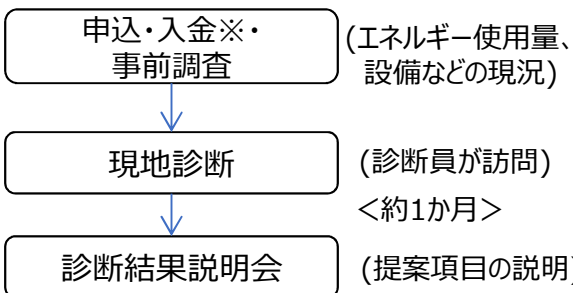 申込・入金※・
事前調査
(エネルギー使用量、
設備などの現況)
現地診断
(診断員が訪問)
<約1か月>
診断結果説明会
(提案項目の説明)